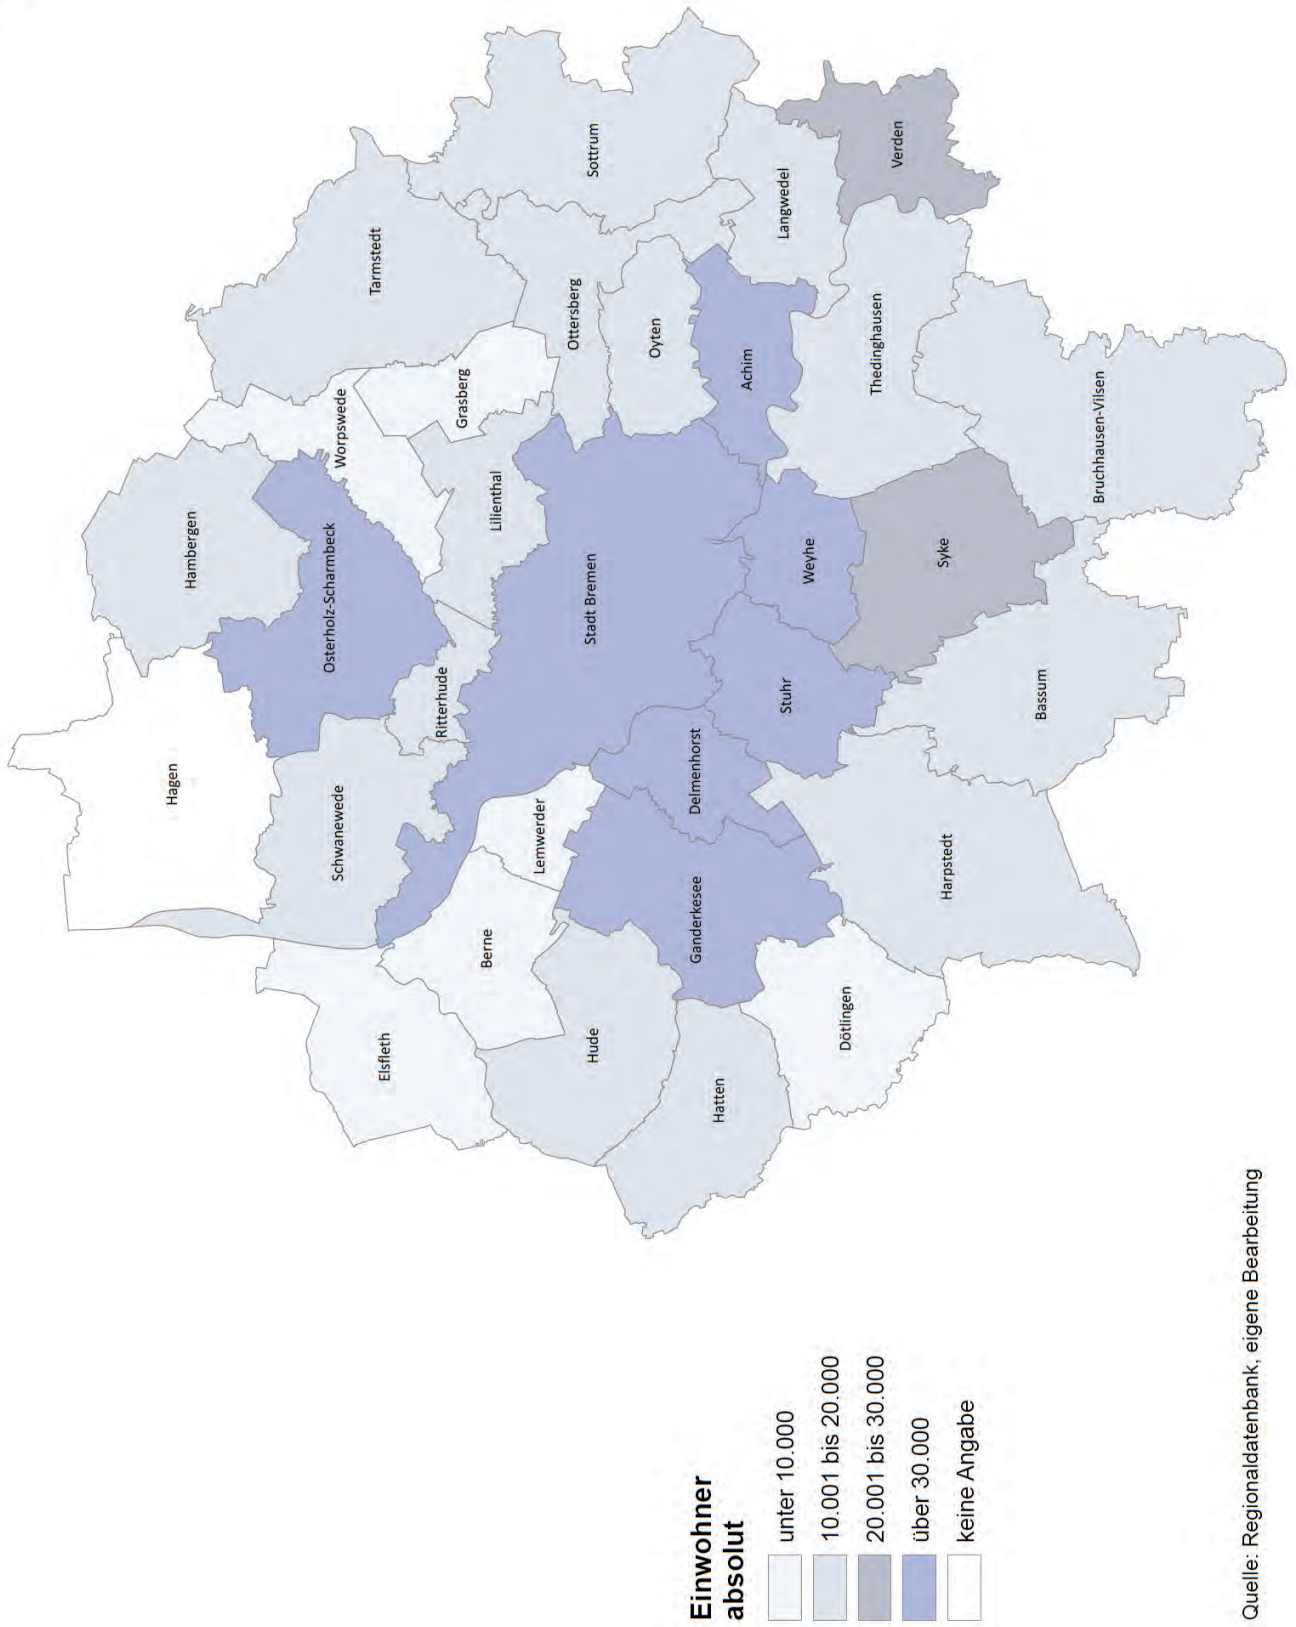 Hagen
Hambergen
Osterholz-Scharmbeck
Worpswede
Tarmstedt
Schwanewede
Ritterhude
Lilienthal
Grasberg
Elsfleth
Berne
Lemwerder
Stadt Bremen
Ottersberg
Sottrum
Hude
Oyten
Ganderkesee
Delmenhorst
Hatten
Stuhr
Weyhe
Achim
Langwedel
Dötlingen
Thedinghausen
Verden
Harpstedt
Syke
Bassum
Bruchhausen-Vilsen
Einwohner
absolut
unter 10.000
10.001 bis 20.000
20.001 bis 30.000
über 30.000
keine Angabe
Quelle: Regionaldatenbank, eigene Bearbeitung